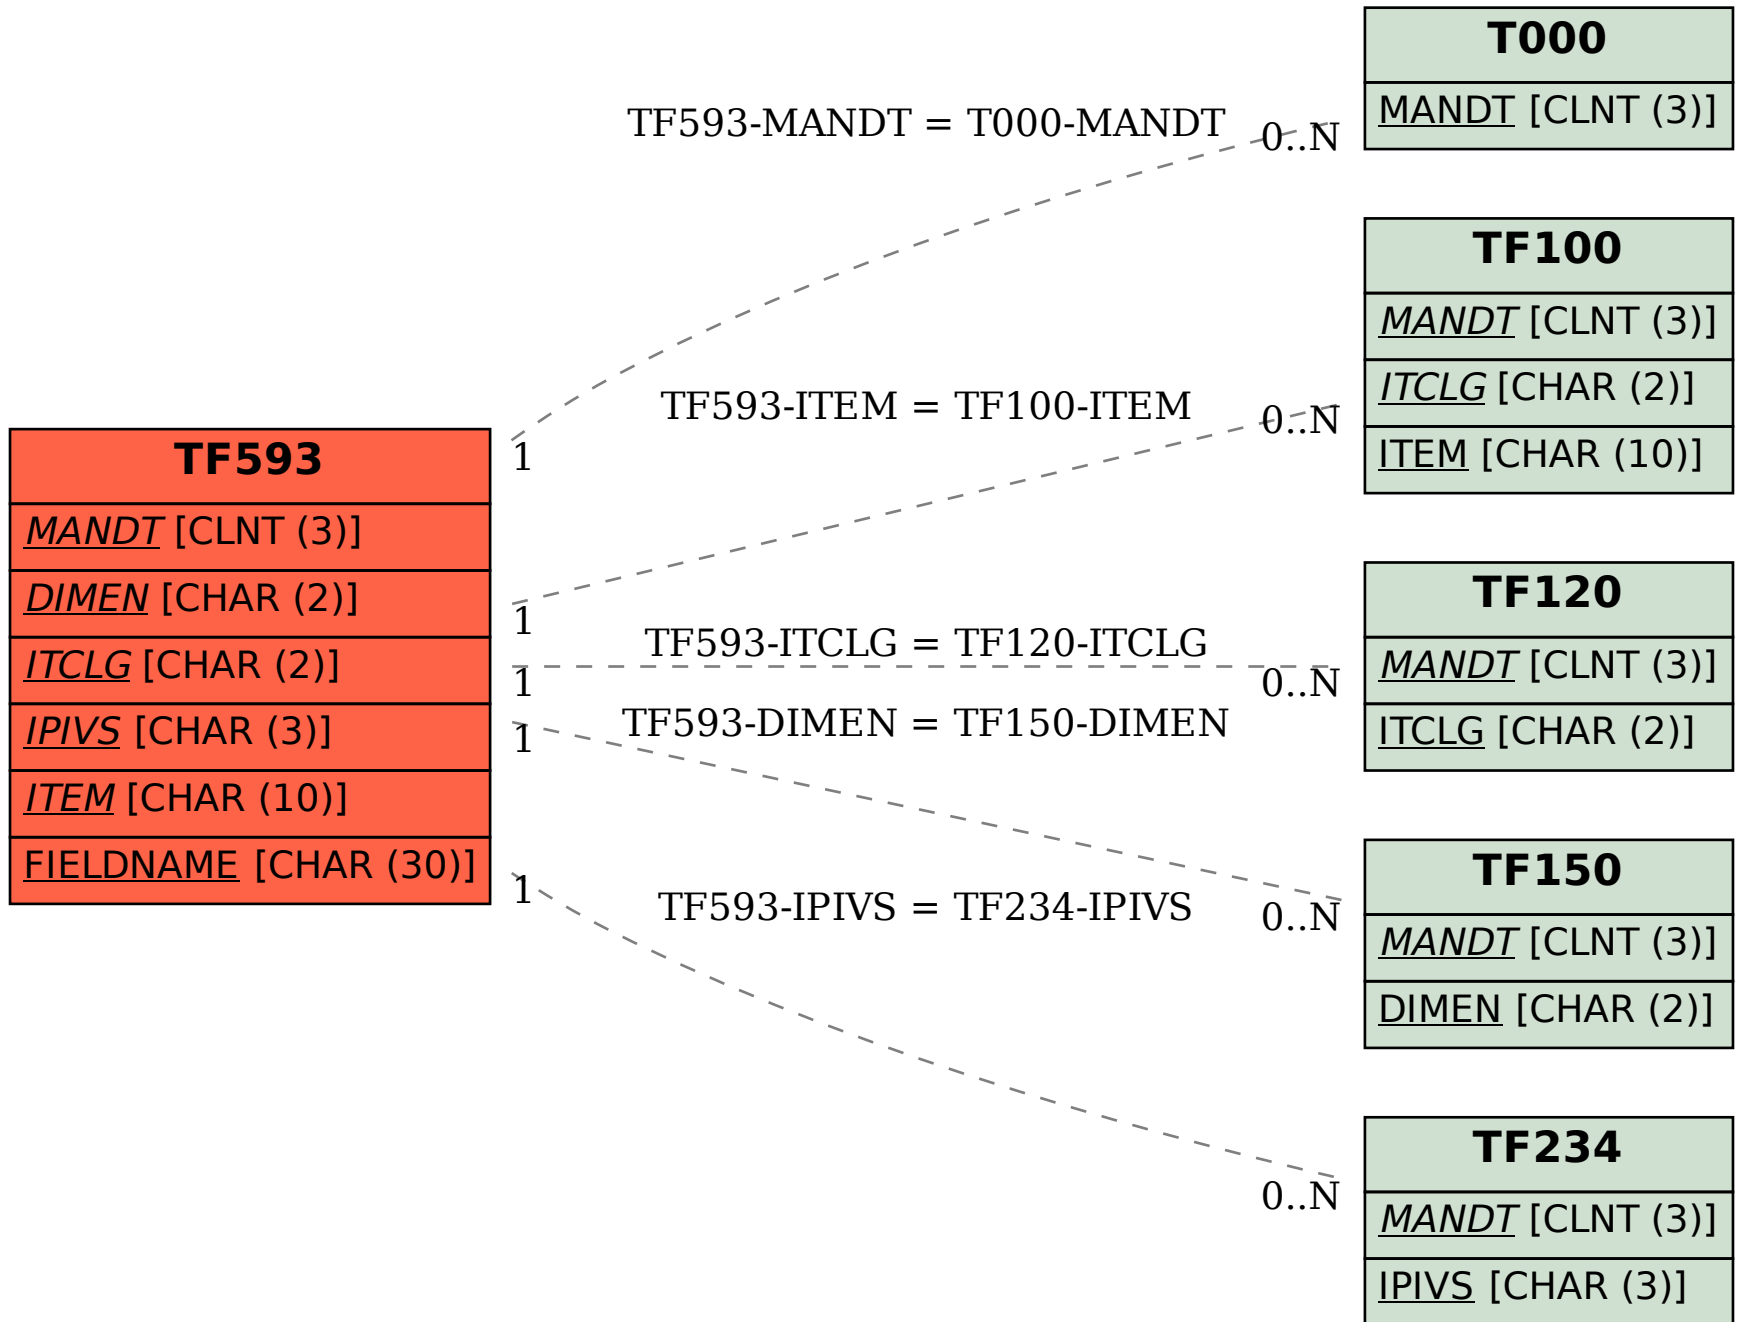 TF593
MANDT [CLNT (3)]
DIMEN [CHAR (2)]
ITCLG [CHAR (2)]
IPIVS [CHAR (3)]
ITEM [CHAR (10)]
FIELDNAME [CHAR (30)]
TF593-MANDT = T000-MANDT
1
0..N
TF593-ITEM = TF100-ITEM
1
0..N
TF593-ITCLG = TF120-ITCLG
1
0..N
TF593-DIMEN = TF150-DIMEN
1
0..N
TF593-IPIVS = TF234-IPIVS
1
0..N
T000
MANDT [CLNT (3)]
TF100
MANDT [CLNT (3)]
ITCLG [CHAR (2)]
ITEM [CHAR (10)]
TF120
MANDT [CLNT (3)]
ITCLG [CHAR (2)]
TF150
MANDT [CLNT (3)]
DIMEN [CHAR (2)]
TF234
MANDT [CLNT (3)]
IPIVS [CHAR (3)]